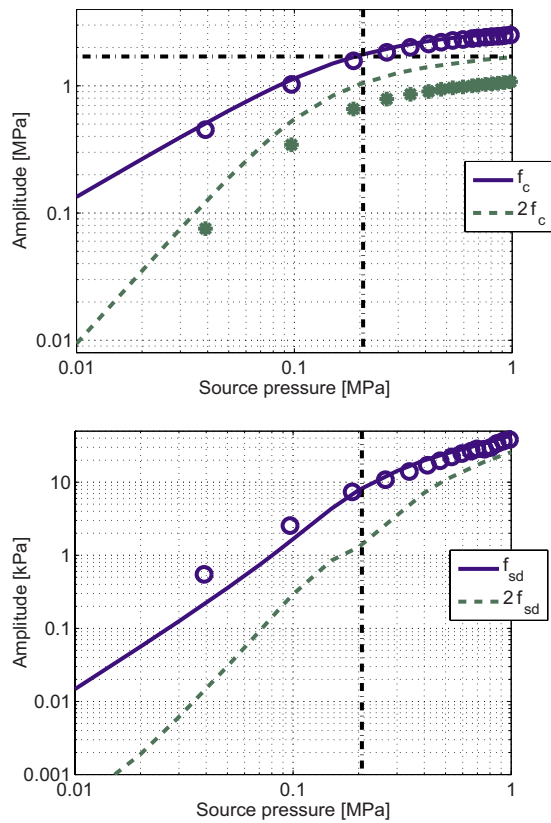 Amplitude [MPa]
1
0.1
0.01
0.01
0.1
1
Source pressure [MPa]
f_c
2 f_c
Amplitude [kPa]
10
1
0.1
0.01
0.001
0.01
0.1
1
Source pressure [MPa]
f_sd
2 f_sd